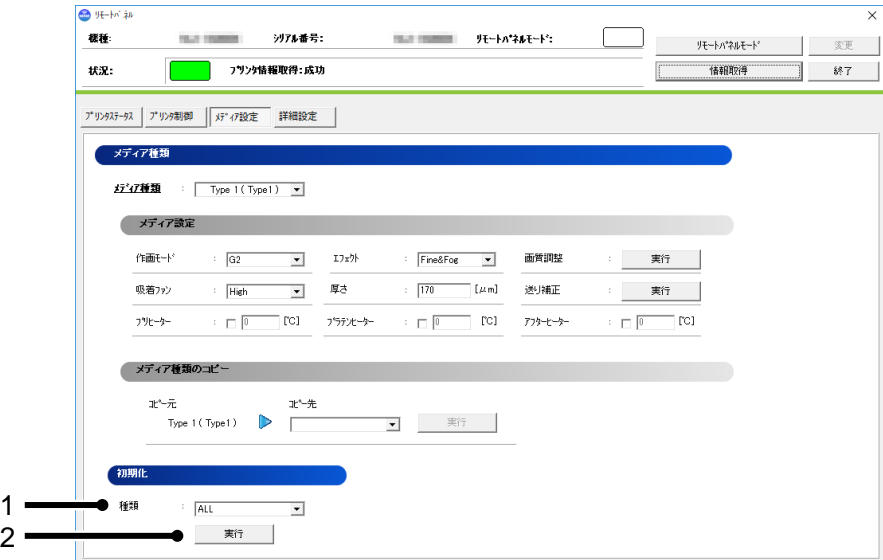 リモートパネル
機種: シリアル番号: リモートパネルモード: リモートパネルモード 変更
状況: プリンタ情報取得:成功 情報取得 終了
プリンタステータス プリンタ制御 メディア設定 詳細設定
メディア種類
メディア種類 : Type 1 ( Type1 )
メディア設定
作画モード : G2 エフェクト : Fine&Fog 画質調整 : 実行
吸着ファン : High 厚さ : 170 [μm] 送り補正 : 実行
プリヒーター : 0 [℃] プラテンヒーター : 0 [℃] アフターヒーター : 0 [℃]
メディア種類のコピー
コピー元 コピー先
Type 1 ( Type1 ) 実行
初期化
1 種類 : ALL
2 実行